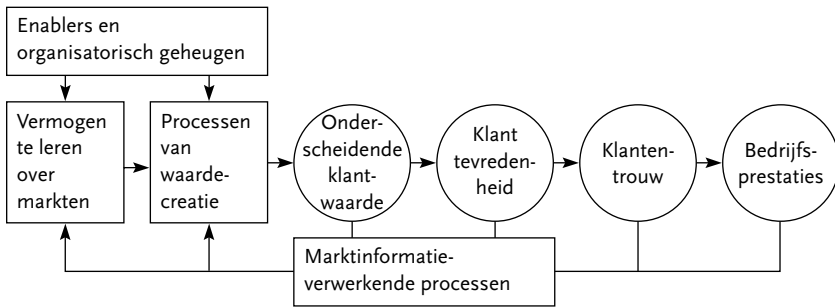 Enablers en
organisatorisch geheugen
Vermogen
te leren
over
markten
Processen
van
waarde-
creatie
Onder-
scheidende
klant-
waarde
Klant
tevreden-
heid
Klanten-
trouw
Bedrijfs-
prestaties
Marktinformatie-
verwerkende processen